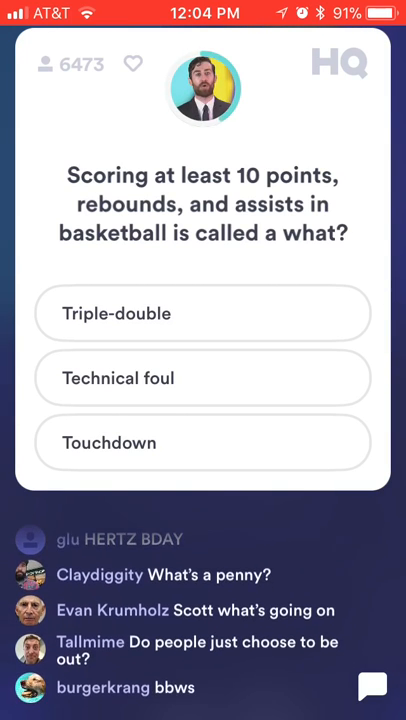 AT&T 12:04 PM 91%
6473 HQ
Scoring at least 10 points,
rebounds, and assists in
basketball is called a what?
Triple-double
Technical foul
Touchdown
glu HERTZ BDAY
Claydiggity What's a penny?
Evan Krumholz Scott what's going on
Tallmime Do people just choose to be
out?
burgerkrang bbws